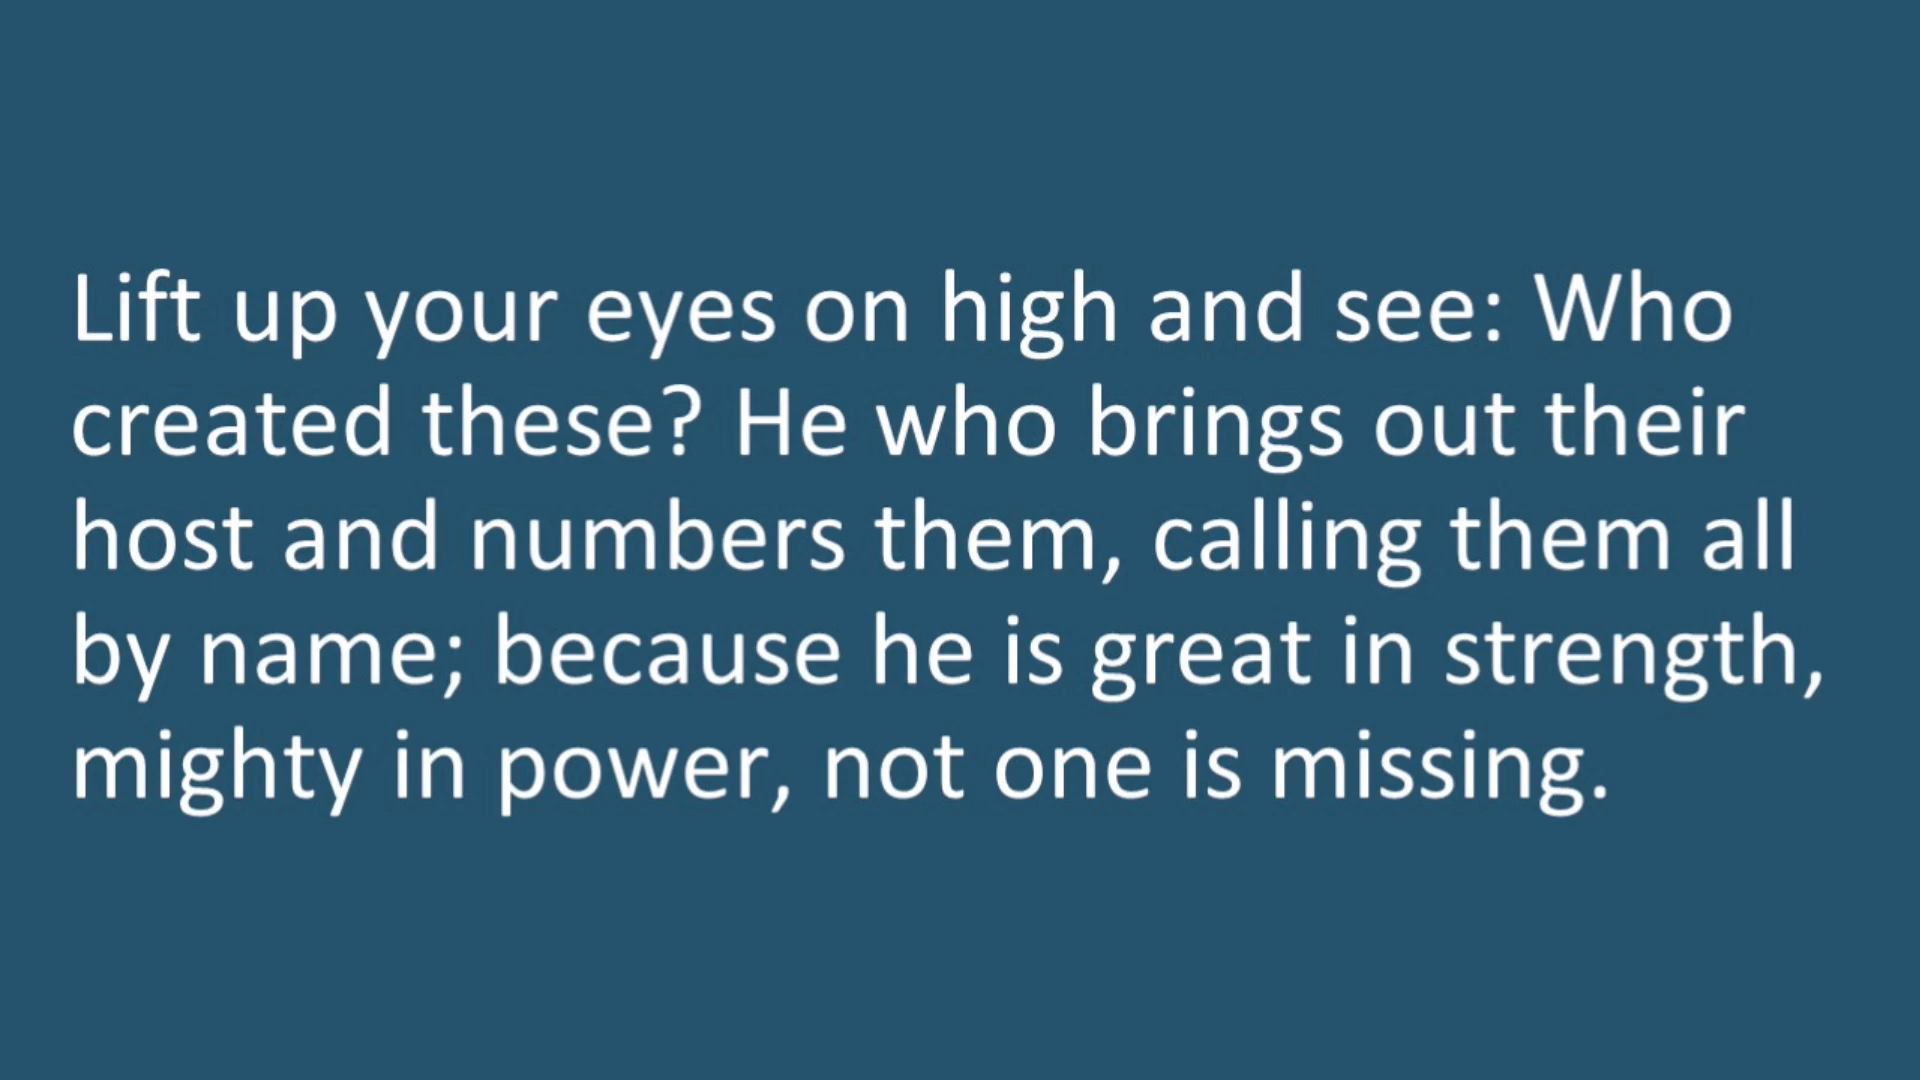 Lift up your eyes on high and see: Who
created these? He who brings out their
host and numbers them, calling them all
by name; because he is great in strength,
mighty in power, not one is missing.